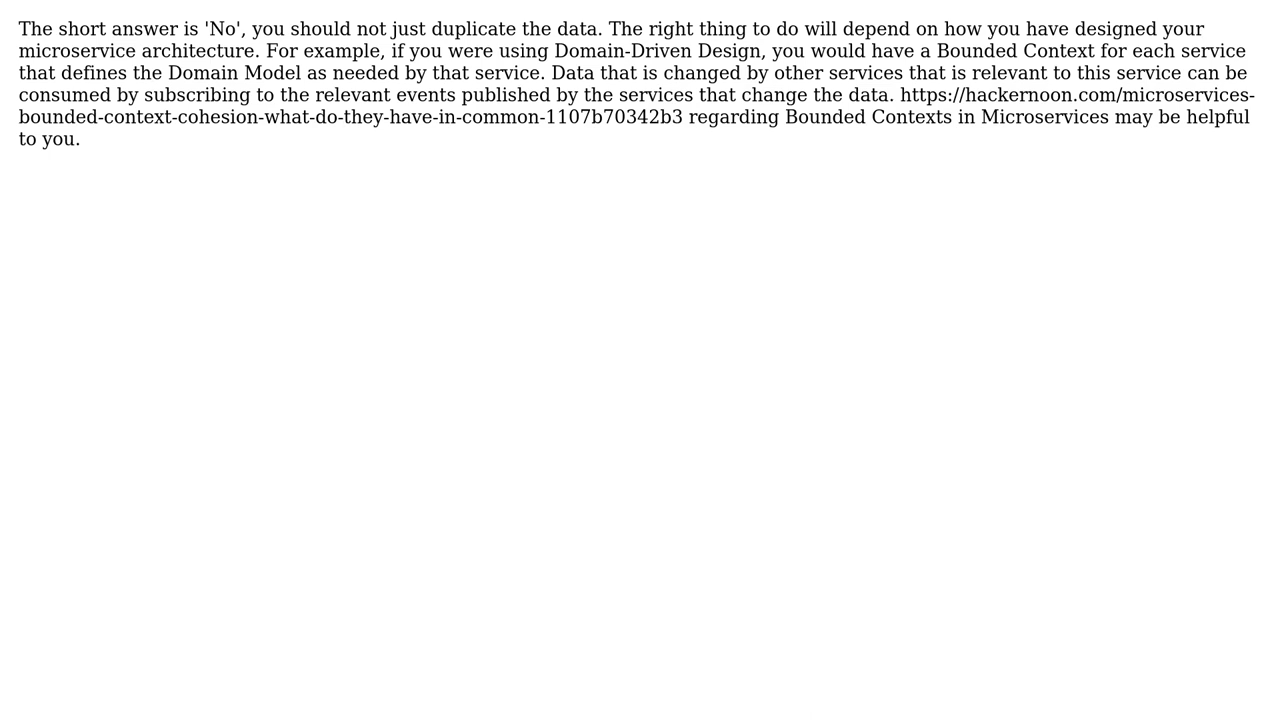 The short answer is 'No', you should not just duplicate the data. The right thing to do will depend on how you have designed your
microservice architecture. For example, if you were using Domain-Driven Design, you would have a Bounded Context for each service
that defines the Domain Model as needed by that service. Data that is changed by other services that is relevant to this service can be
consumed by subscribing to the relevant events published by the services that change the data. https://hackernoon.com/microservices-
bounded-context-cohesion-what-do-they-have-in-common-1107b70342b3 regarding Bounded Contexts in Microservices may be helpful
to you.